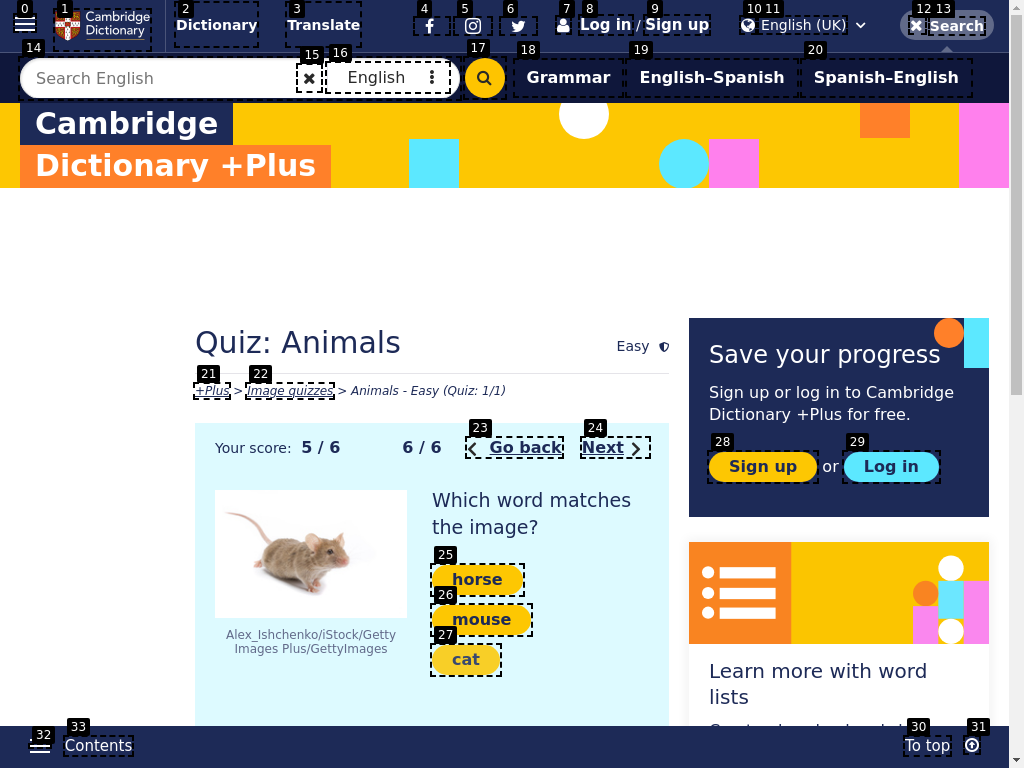 0 1 2 3 4 5 6 7 8 9 10 11 12 13
Cambridge Dictionary
Dictionary
Translate
Log in / Sign up
English (UK)
Search
14 15 16 17 18 19 20
Search English
English
Grammar
English–Spanish
Spanish–English
Cambridge
Dictionary +Plus
Quiz: Animals
Easy
21 22
+Plus > Image quizzes > Animals - Easy (Quiz: 1/1)
23 24
Your score: 5 / 6
6 / 6
Go back
Next
Which word matches
the image?
25
horse
26
mouse
27
cat
Alex_Ishchenko/iStock/Getty
Images Plus/GettyImages
Save your progress
Sign up or log in to Cambridge
Dictionary +Plus for free.
28 29
Sign up or Log in
Learn more with word
lists
32 33
Contents
30 31
To top